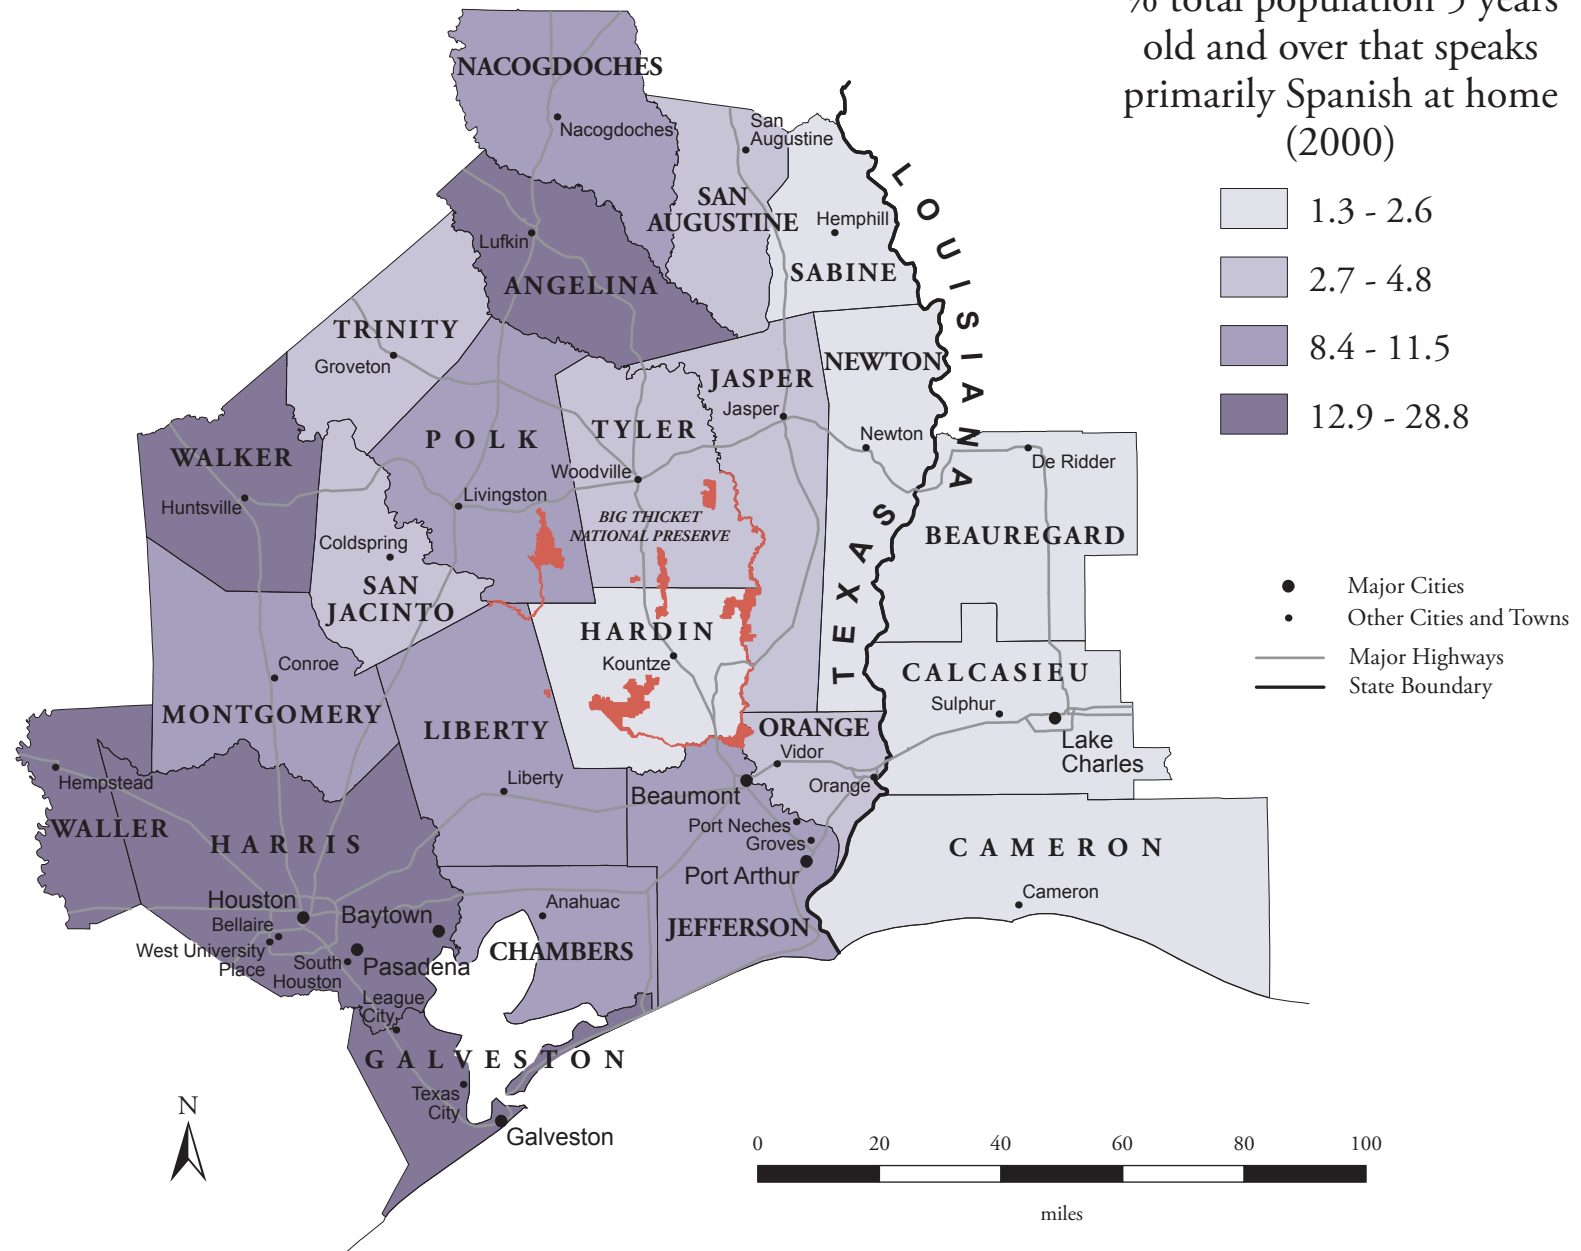 % total population 5 years
old and over that speaks
primarily Spanish at home
(2000)
1.3 - 2.6
2.7 - 4.8
8.4 - 11.5
12.9 - 28.8
Major Cities
Other Cities and Towns
Major Highways
State Boundary
NACOGDOCHES
Nacogdoches
San
Augustine
SAN
AUGUSTINE
Hemphill
SABINE
LOUISIANA
Lufkin
ANGELINA
TRINITY
Groveton
NEWTON
JASPER
Jasper
Newton
POLK
TYLER
Woodville
Livingston
WALKER
Huntsville
De Ridder
BEAUREGARD
BIG THICKET
NATIONAL PRESERVE
Coldspring
SAN
JACINTO
TEXAS
HARDIN
Kountze
Conroe
MONTGOMERY
LIBERTY
Liberty
CALCASIEU
Sulphur
Lake
Charles
ORANGE
Vidor
Orange
Beaumont
Port Neches
Groves
Port Arthur
JEFFERSON
Hempstead
WALLER
HARRIS
Houston
Bellaire
West University
Place
Baytown
South
Houston
Pasadena
League
City
Anahuac
CHAMBERS
CAMERON
Cameron
GALVESTON
Texas
City
Galveston
N
0 20 40 60 80 100
miles